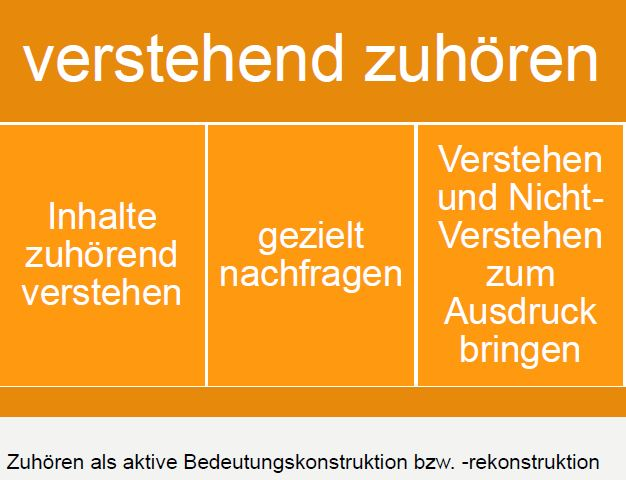 verstehend zuhören
Inhalte
zuhörend
verstehen
gezielt
nachfragen
Verstehen
und Nicht-
Verstehen
zum
Ausdruck
bringen
Zuhören als aktive Bedeutungskonstruktion bzw. -rekonstruktion